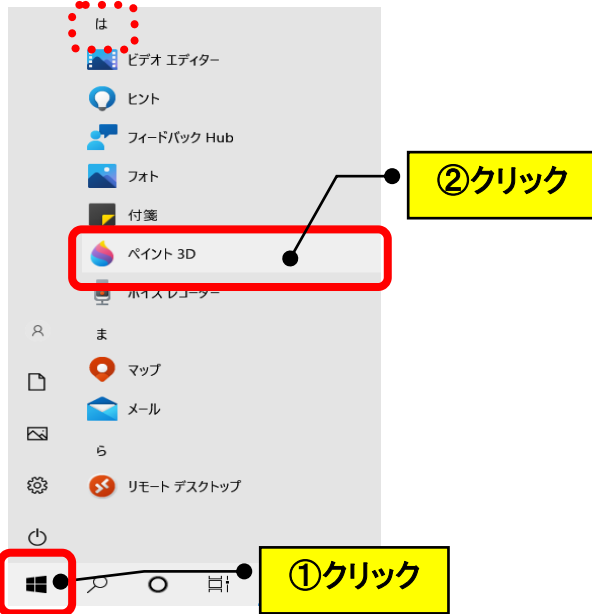 は
ビデオ エディター
ヒント
フィードバック Hub
フォト
②クリック
付箋
ペイント 3D
ボイス レコーダー
ま
マップ
メール
ら
リモート デスクトップ
①クリック